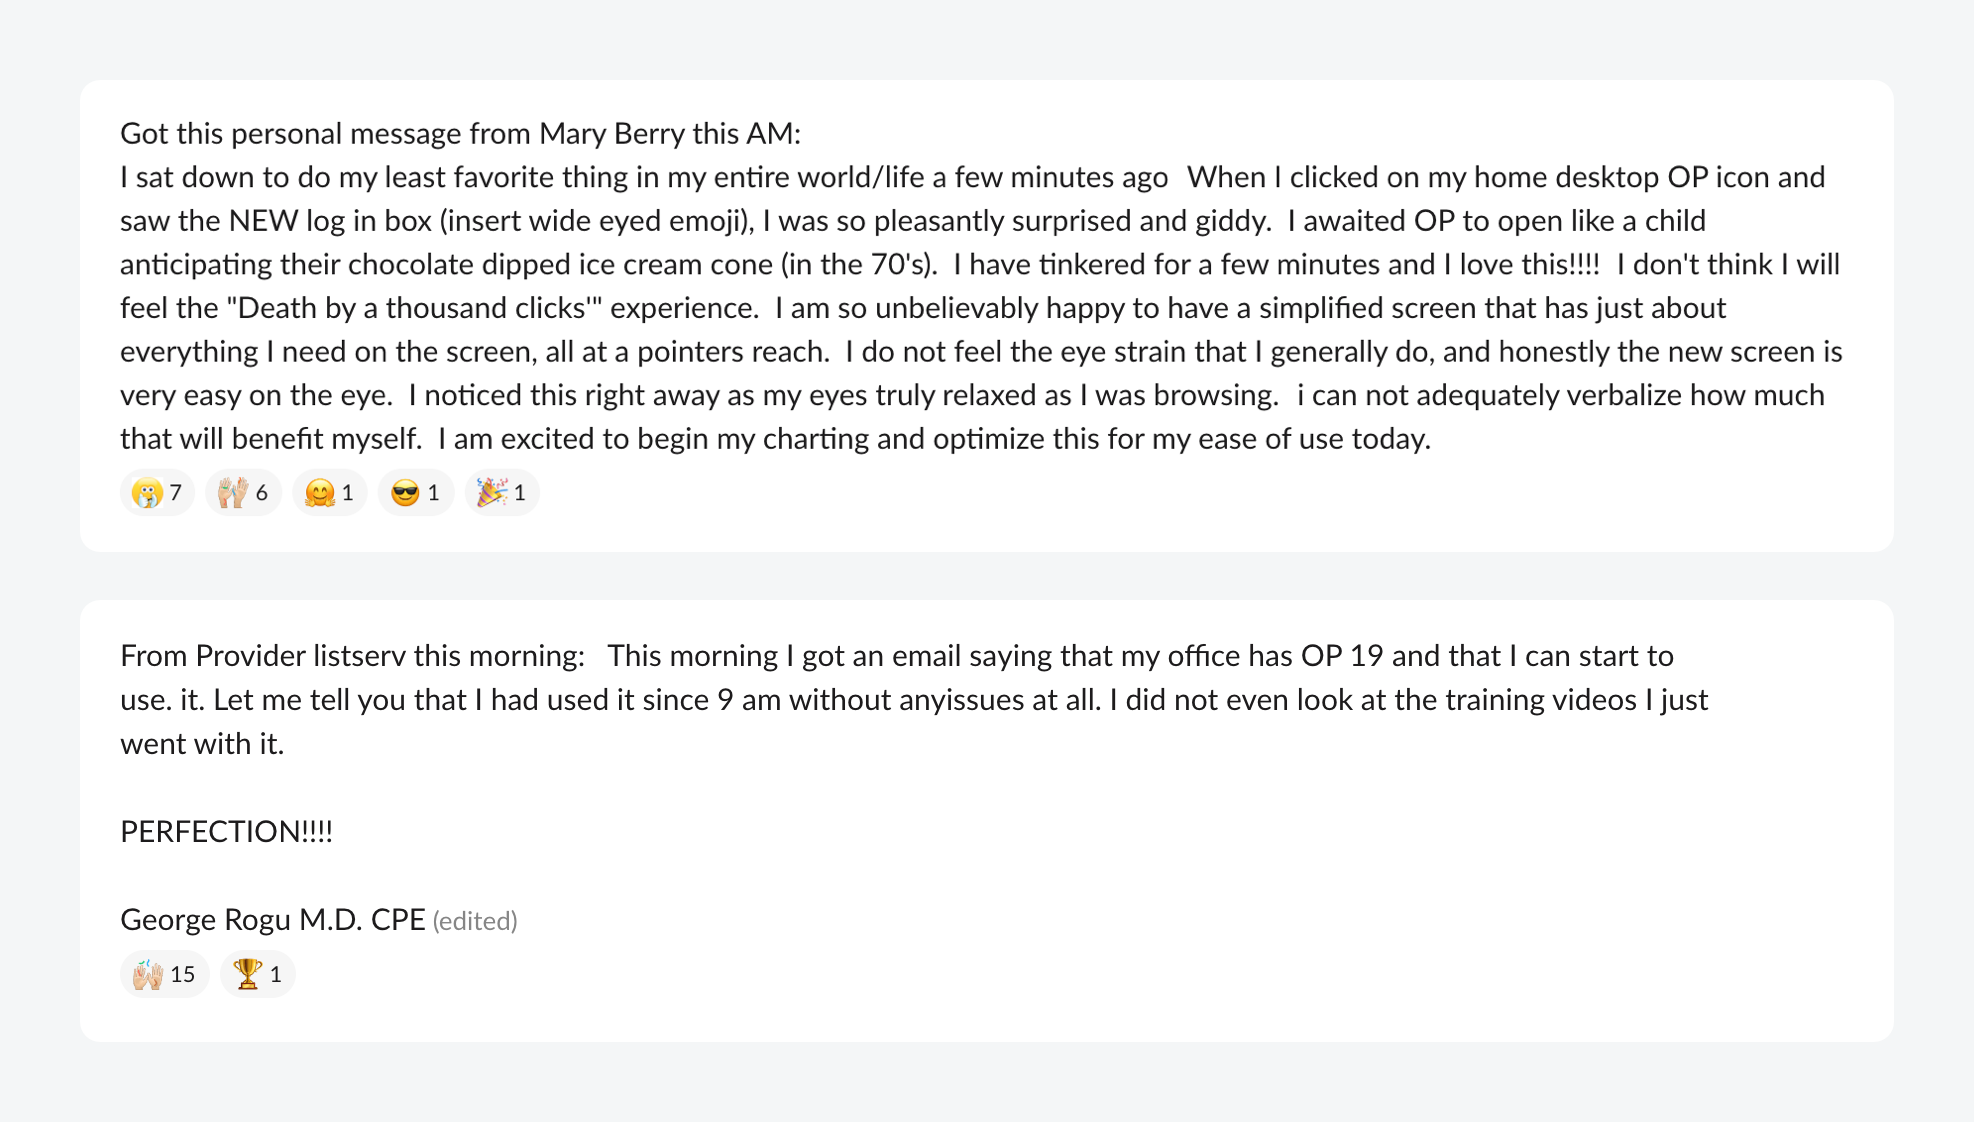 Got this personal message from Mary Berry this AM:
I sat down to do my least favorite thing in my entire world/life a few minutes ago   When I clicked on my home desktop OP icon and
saw the NEW log in box (insert wide eyed emoji), I was so pleasantly surprised and giddy.  I awaited OP to open like a child
anticipating their chocolate dipped ice cream cone (in the 70's).  I have tinkered for a few minutes and I love this!!!!  I don't think I will
feel the "Death by a thousand clicks'" experience.  I am so unbelievably happy to have a simplified screen that has just about
everything I need on the screen, all at a pointers reach.  I do not feel the eye strain that I generally do, and honestly the new screen is
very easy on the eye.  I noticed this right away as my eyes truly relaxed as I was browsing.  i can not adequately verbalize how much
that will benefit myself.  I am excited to begin my charting and optimize this for my ease of use today.
7 6 1 1 1
From Provider listserv this morning:   This morning I got an email saying that my office has OP 19 and that I can start to
use. it. Let me tell you that I had used it since 9 am without anyissues at all. I did not even look at the training videos I just
went with it.
PERFECTION!!!!
George Rogu M.D. CPE (edited)
15 1